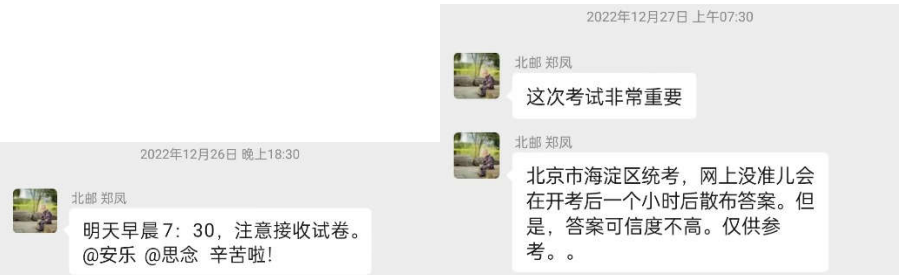 2022年12月26日 晚上18:30
北邮 郑凤
明天早晨7：30，注意接收试卷。
@安乐 @思念 辛苦啦!
2022年12月27日 上午07:30
北邮 郑凤
这次考试非常重要
北邮 郑凤
北京市海淀区统考，网上没准儿会
在开考后一个小时后散布答案。但
是，答案可信度不高。仅供参
考。。